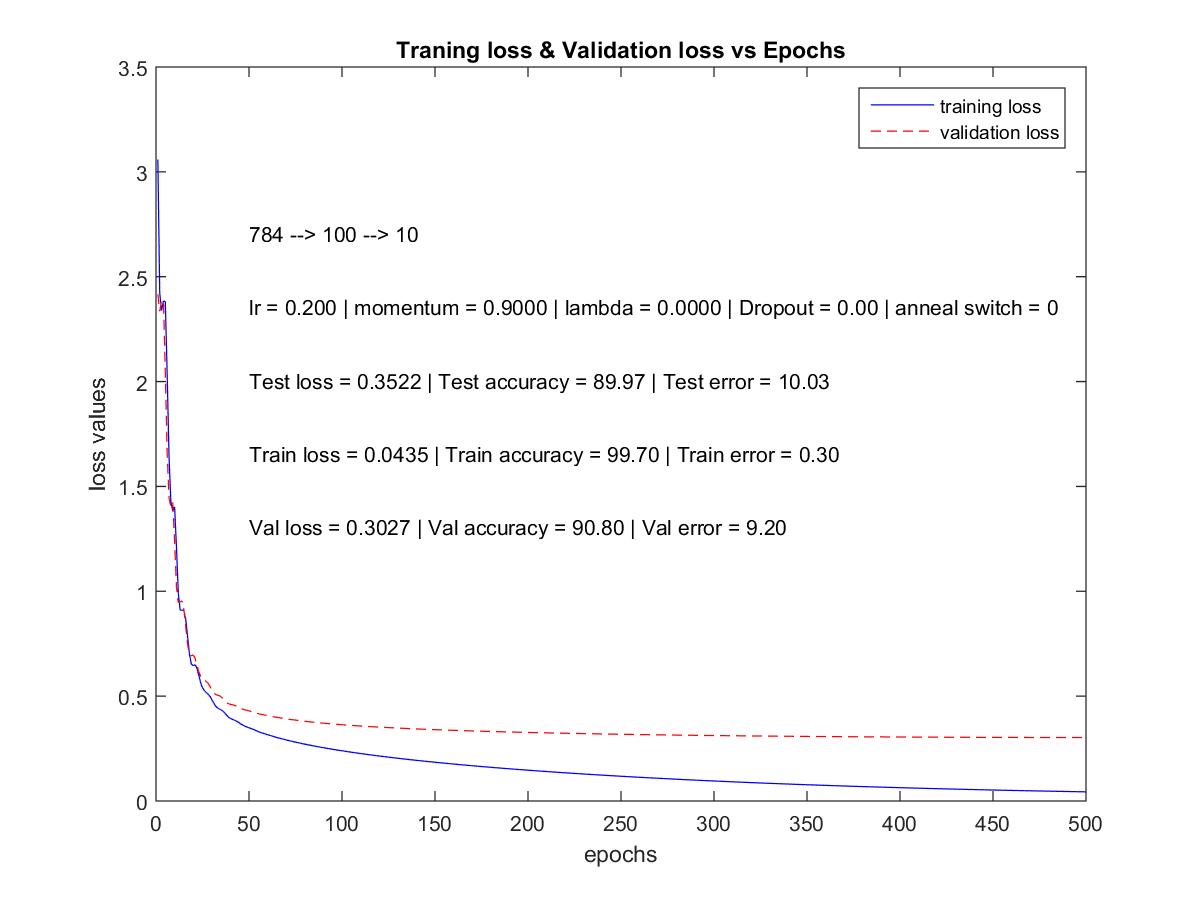 Traning loss & Validation loss vs Epochs
3.5
training loss
validation loss
3
784 --> 100 --> 10
2.5
lr = 0.200 | momentum = 0.9000 | lambda = 0.0000 | Dropout = 0.00 | anneal switch = 0
2
Test loss = 0.3522 | Test accuracy = 89.97 | Test error = 10.03
loss values
Train loss = 0.0435 | Train accuracy = 99.70 | Train error = 0.30
1.5
Val loss = 0.3027 | Val accuracy = 90.80 | Val error = 9.20
1
0.5
0
0 50 100 150 200 250 300 350 400 450 500
epochs